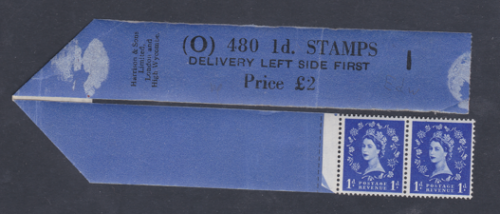 Harrison & Sons
Limited,
London and
High Wycombe
(O) 480 1d. STAMPS
DELIVERY LEFT SIDE FIRST
Price £2
I
1D POSTAGE REVENUE 1D
1D POSTAGE REVENUE 1D